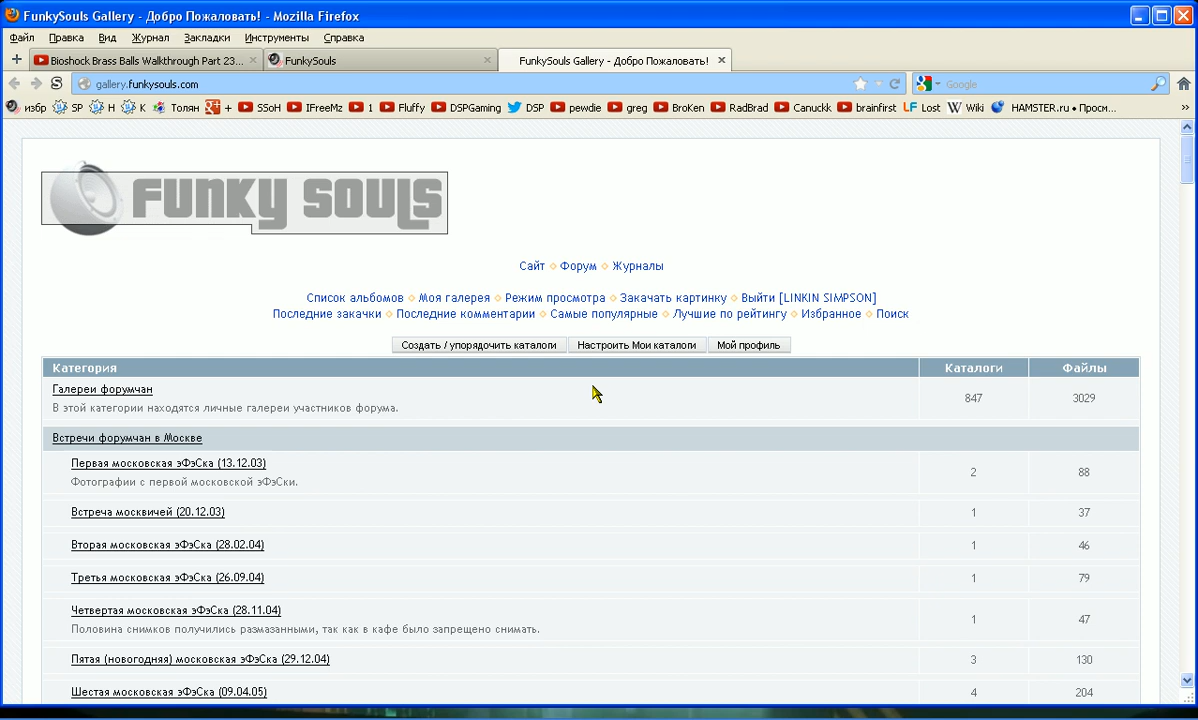 FunkySouls Gallery - Добро Пожаловать! - Mozilla Firefox
Файл Правка Вид Журнал Закладки Инструменты Справка
Bioshock Brass Balls Walkthrough Part 23... FunkySouls FunkySouls Gallery - Добро Пожаловать!
gallery.funkysouls.com Google
избр SP H K Толян SSoH IFreeMz 1 Fluffy DSPGaming DSP pewdie greg BroKen RadBrad Canuckk brainfirst Lost Wiki HAMSTER.ru • Просм...
FUNKY SOULS
Сайт Форум Журналы
Список альбомов Моя галерея Режим просмотра Закачать картинку Выйти [LINKIN SIMPSON]
Последние закачки Последние комментарии Самые популярные Лучшие по рейтингу Избранное Поиск
Создать / упорядочить каталоги Настроить Мои каталоги Мой профиль
Категория Каталоги Файлы
Галереи форумчан
В этой категории находятся личные галереи участников форума. 847 3029
Встречи форумчан в Москве
Первая московская эФэСка (13.12.03)
Фотографии с первой московской эФэСки. 2 88
Встреча москвичей (20.12.03) 1 37
Вторая московская эФэСка (28.02.04) 1 46
Третья московская эФэСка (26.09.04) 1 79
Четвертая московская эФэСка (28.11.04)
Половина снимков получились размазанными, так как в кафе было запрещено снимать. 1 47
Пятая (новогодняя) московская эФэСка (29.12.04) 3 130
Шестая московская эФэСка (09.04.05) 4 204